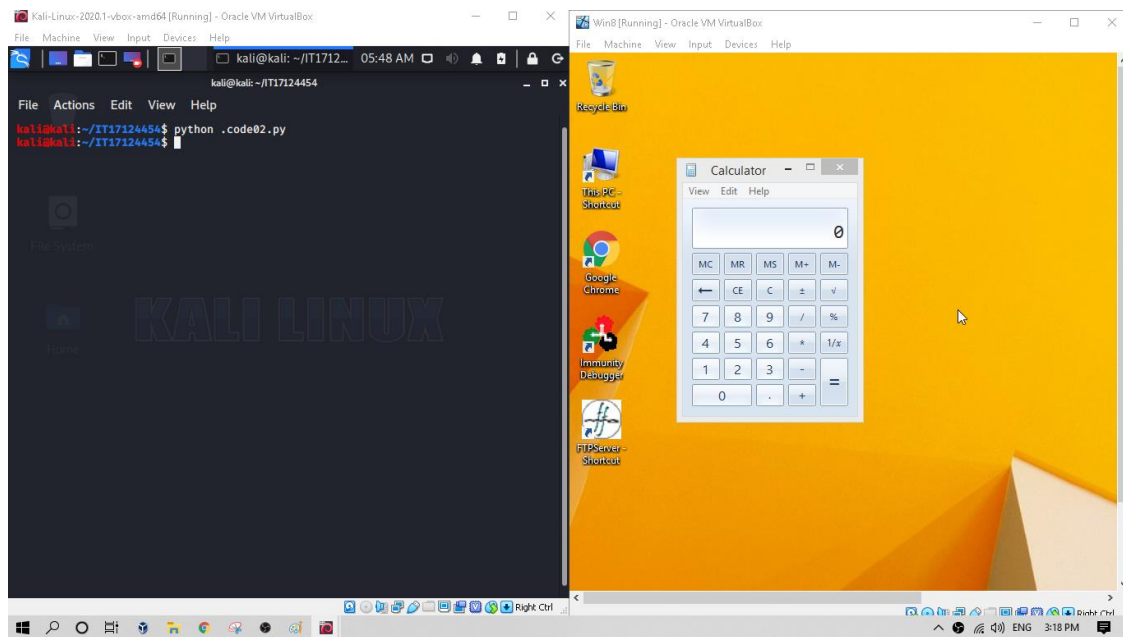 Kali-Linux-2020.1-vbox-amd64 [Running] - Oracle VM VirtualBox
File Machine View Input Devices Help
kali@kali: ~/IT1712... 05:48 AM
kali@kali: ~/IT17124454
File Actions Edit View Help
kali@kali:~/IT17124454$ python .code02.py
kali@kali:~/IT17124454$
File System
Home
KALI LINUX
Right Ctrl
Win8 [Running] - Oracle VM VirtualBox
File Machine View Input Devices Help
Recycle Bin
This PC -
Shortcut
Google
Chrome
Immunity
Debugger
FTPServer -
Shortcut
Calculator
View Edit Help
0
MC MR MS M+ M-
← CE C ± √
7 8 9 / %
4 5 6 * 1/x
1 2 3 - =
0 . +
Right Ctrl
ENG 3:18 PM